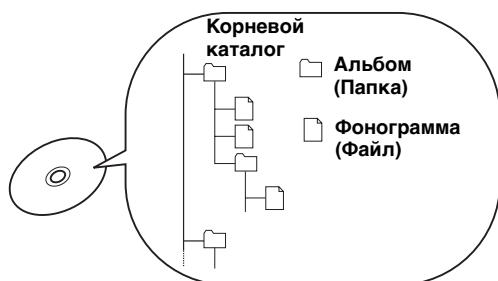 Корневой
каталог
Альбом
(Папка)
Фонограмма
(Файл)